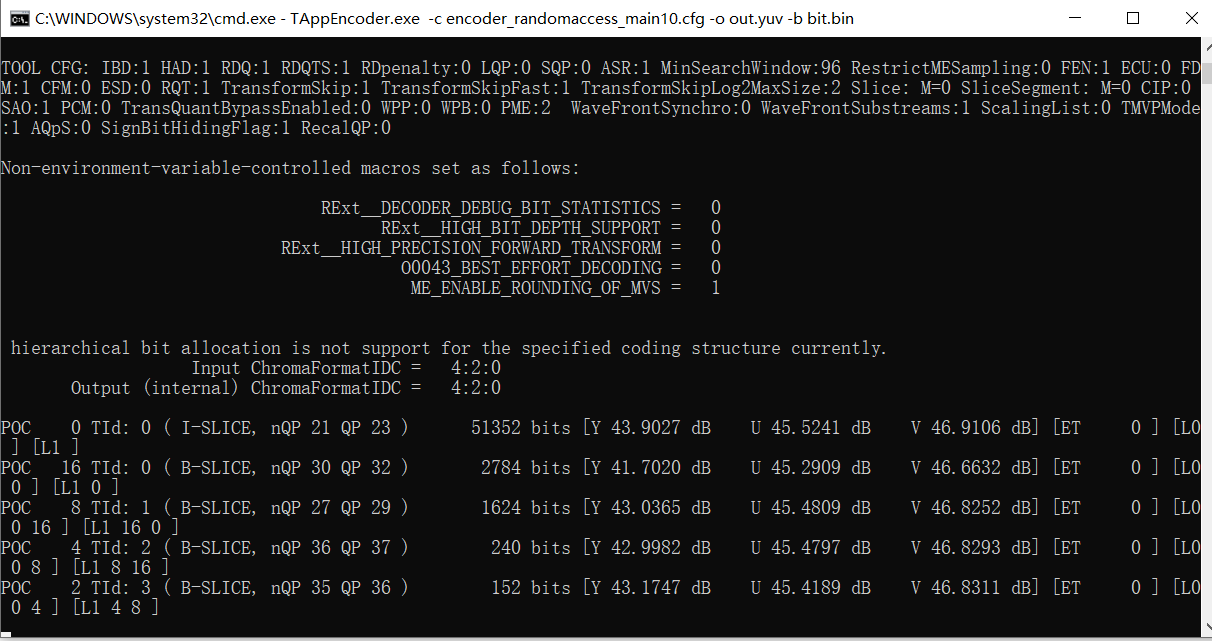 C:\WINDOWS\system32\cmd.exe - TAppEncoder.exe  -c encoder_randomaccess_main10.cfg -o out.yuv -b bit.bin
TOOL CFG: IBD:1 HAD:1 RDQ:1 RDQTS:1 RDpenalty:0 LQP:0 SQP:0 ASR:1 MinSearchWindow:96 RestrictMESampling:0 FEN:1 ECU:0 FD
M:1 CFM:0 ESD:0 RQT:1 TransformSkip:1 TransformSkipFast:1 TransformSkipLog2MaxSize:2 Slice: M=0 SliceSegment: M=0 CIP:0
SAO:1 PCM:0 TransQuantBypassEnabled:0 WPP:0 WPB:0 PME:2  WaveFrontSynchro:0 WaveFrontSubstreams:1 ScalingList:0 TMVPMode
:1 AQpS:0 SignBitHidingFlag:1 RecalQP:0
Non-environment-variable-controlled macros set as follows:
RExt__DECODER_DEBUG_BIT_STATISTICS =   0
RExt__HIGH_BIT_DEPTH_SUPPORT =   0
RExt__HIGH_PRECISION_FORWARD_TRANSFORM =   0
O0043_BEST_EFFORT_DECODING =   0
ME_ENABLE_ROUNDING_OF_MVS =   1
hierarchical bit allocation is not support for the specified coding structure currently.
Input ChromaFormatIDC =   4:2:0
Output (internal) ChromaFormatIDC =   4:2:0
POC    0 TId: 0 ( I-SLICE, nQP 21 QP 23 )      51352 bits [Y 43.9027 dB    U 45.5241 dB    V 46.9106 dB] [ET     0 ] [L0
 ] [L1 ]
POC   16 TId: 0 ( B-SLICE, nQP 30 QP 32 )       2784 bits [Y 41.7020 dB    U 45.2909 dB    V 46.6632 dB] [ET     0 ] [L0
 0 ] [L1 0 ]
POC    8 TId: 1 ( B-SLICE, nQP 27 QP 29 )       1624 bits [Y 43.0365 dB    U 45.4809 dB    V 46.8252 dB] [ET     0 ] [L0
 0 16 ] [L1 16 0 ]
POC    4 TId: 2 ( B-SLICE, nQP 36 QP 37 )        240 bits [Y 42.9982 dB    U 45.4797 dB    V 46.8293 dB] [ET     0 ] [L0
 0 8 ] [L1 8 16 ]
POC    2 TId: 3 ( B-SLICE, nQP 35 QP 36 )        152 bits [Y 43.1747 dB    U 45.4189 dB    V 46.8311 dB] [ET     0 ] [L0
 0 4 ] [L1 4 8 ]